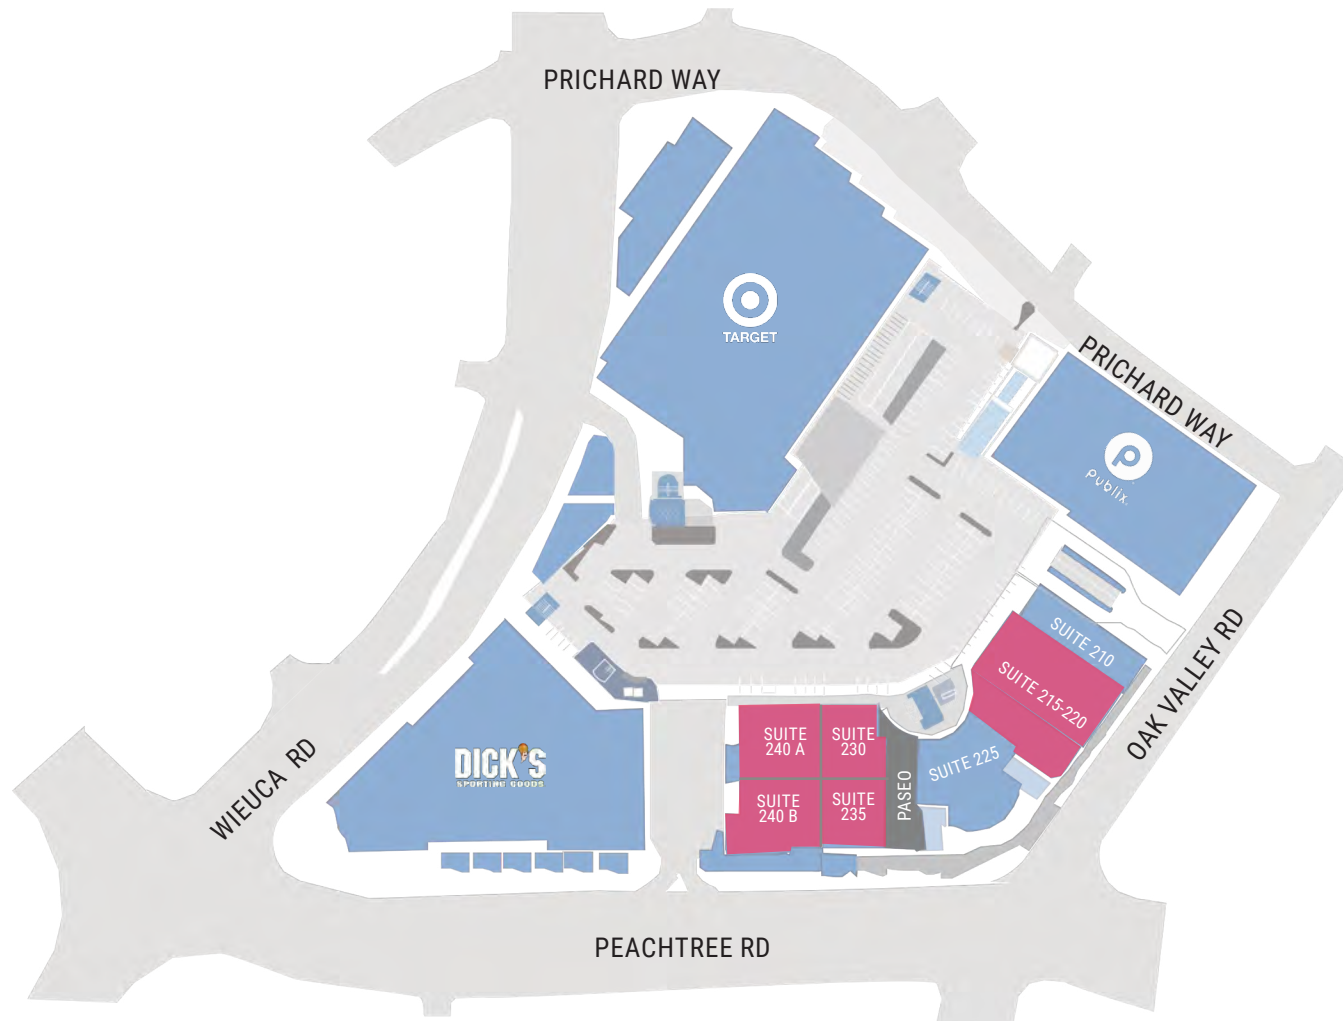 PRICHARD WAY
TARGET
PRICHARD WAY
Publix.
SUITE 210
SUITE 215-220
OAK VALLEY RD
SUITE
240 A
SUITE
230
SUITE 225
WIEUCA RD
DICK'S
SPORTING GOODS
PASEO
SUITE
240 B
SUITE
235
PEACHTREE RD